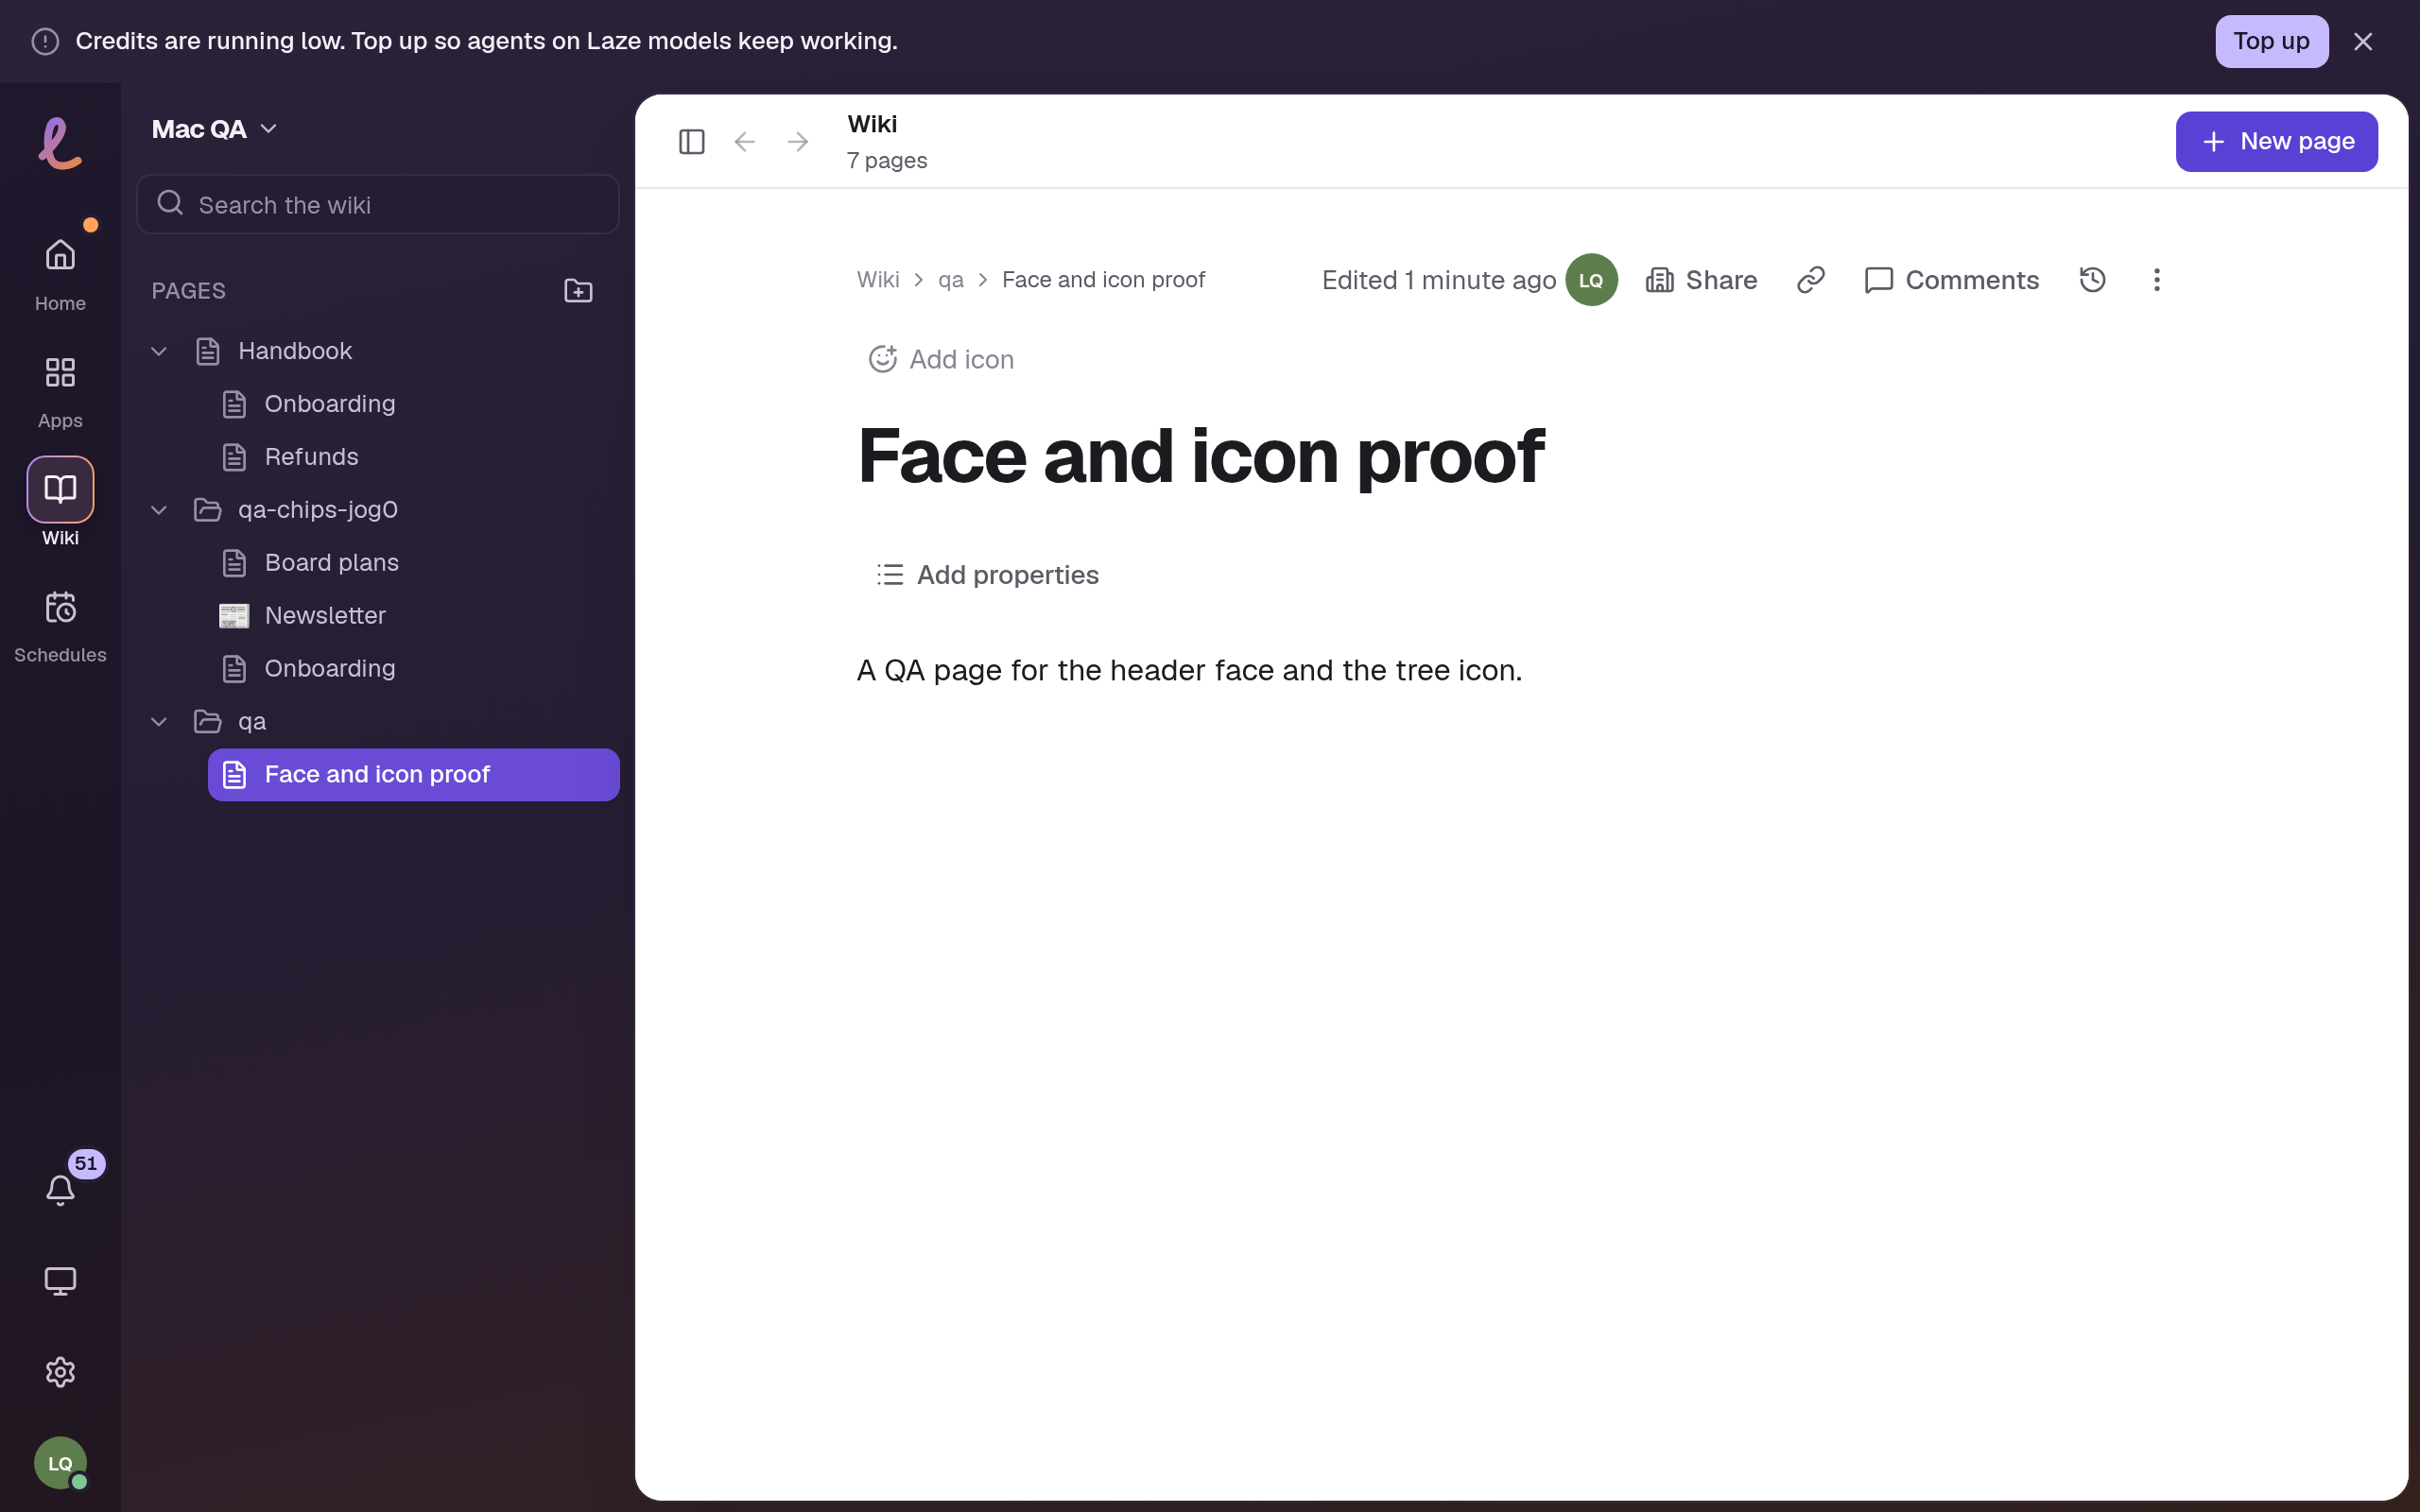 Credits are running low. Top up so agents on Laze models keep working.
Top up
Mac QA
Search the wiki
PAGES
Handbook
Onboarding
Refunds
qa-chips-jog0
Board plans
Newsletter
Onboarding
qa
Face and icon proof
Home
Apps
Wiki
Schedules
51
LQ
Wiki
7 pages
New page
Wiki > qa > Face and icon proof
Edited 1 minute ago LQ Share Comments
Add icon
Face and icon proof
Add properties
A QA page for the header face and the tree icon.